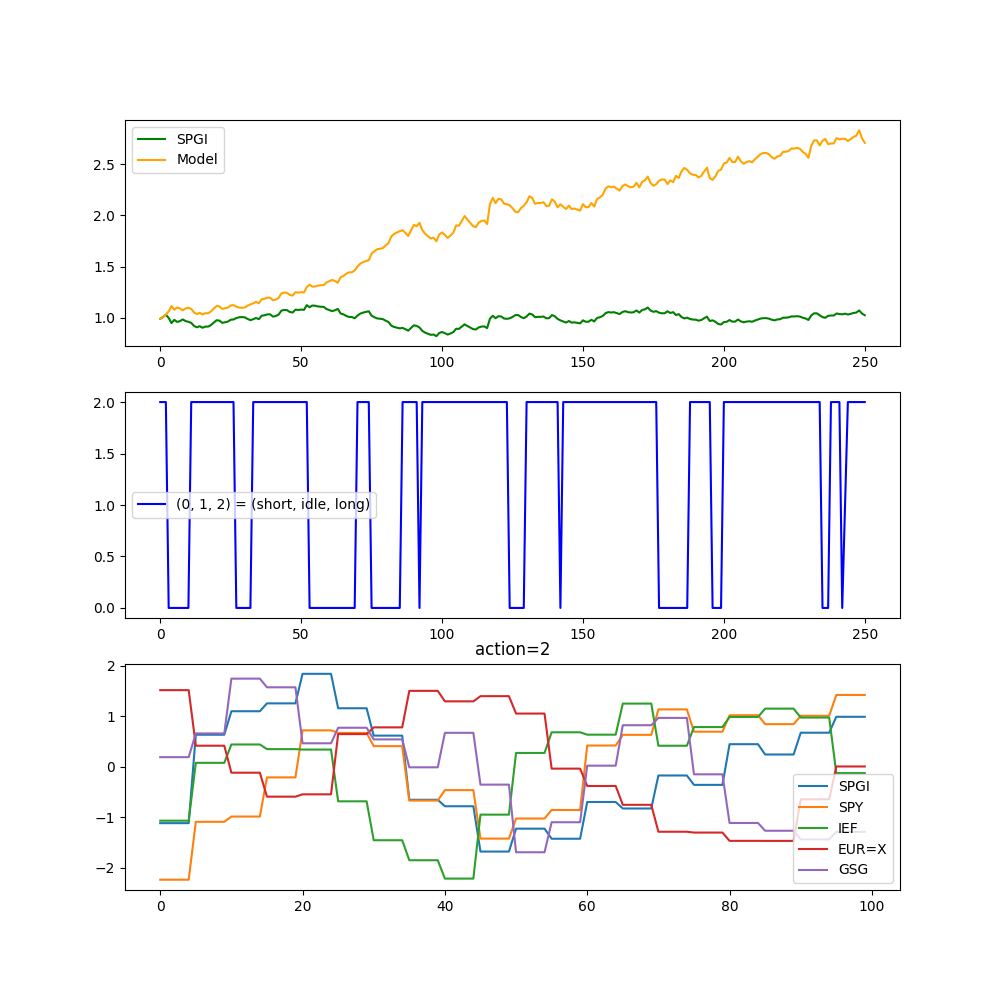 SPGI
Model
2.5
2.0
1.5
1.0
0 50 100 150 200 250
2.0
1.5
1.0
0.5
0.0
(0, 1, 2) = (short, idle, long)
0 50 100 150 200 250
action=2
2
1
0
−1
−2
SPGI
SPY
IEF
EUR=X
GSG
0 20 40 60 80 100